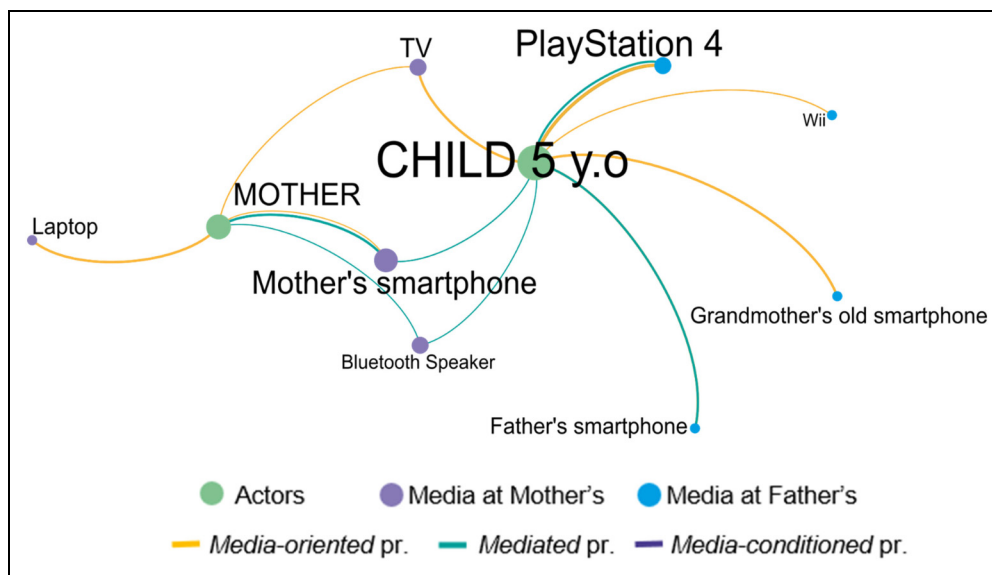 TV
PlayStation 4
Wii
CHILD 5 y.o
MOTHER
Laptop
Mother's smartphone
Grandmother's old smartphone
Bluetooth Speaker
Father's smartphone
Actors Media at Mother's Media at Father's
Media-oriented pr. Mediated pr. Media-conditioned pr.